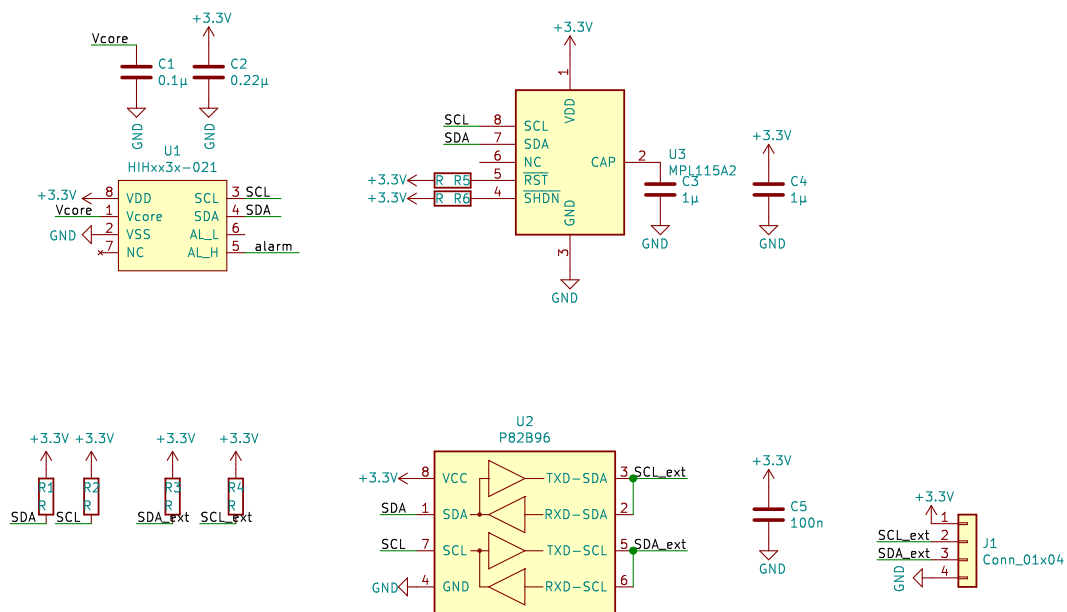 Vcore
C1
0.1µ
GND
+3.3V
C2
0.22µ
GND
U1
HIHxx3x-021
+3.3V 8 VDD SCL 3 SCL
Vcore 1 Vcore SDA 4 SDA
GND 2 VSS AL_L 6
7 NC AL_H 5 alarm
+3.3V
1
VDD
SCL 8 SCL
SDA 7 SDA
6 NC CAP 2
+3.3V R R5 5 RST
+3.3V R R6 4 SHDN
GND
3
GND
U3
MPL115A2
C3
1µ
GND
+3.3V
C4
1µ
GND
+3.3V
R1
R
SDA
+3.3V
R2
R
SCL
+3.3V
R3
R
SDA_ext
+3.3V
R4
R
SCL_ext
U2
P82B96
+3.3V 8 VCC TXD-SDA 3 SCL_ext
SDA 1 SDA RXD-SDA 2
SCL 7 SCL TXD-SCL 5 SDA_ext
GND 4 GND RXD-SCL 6
+3.3V
C5
100n
GND
+3.3V 1
SCL_ext 2
SDA_ext 3
GND 4
J1
Conn_01x04